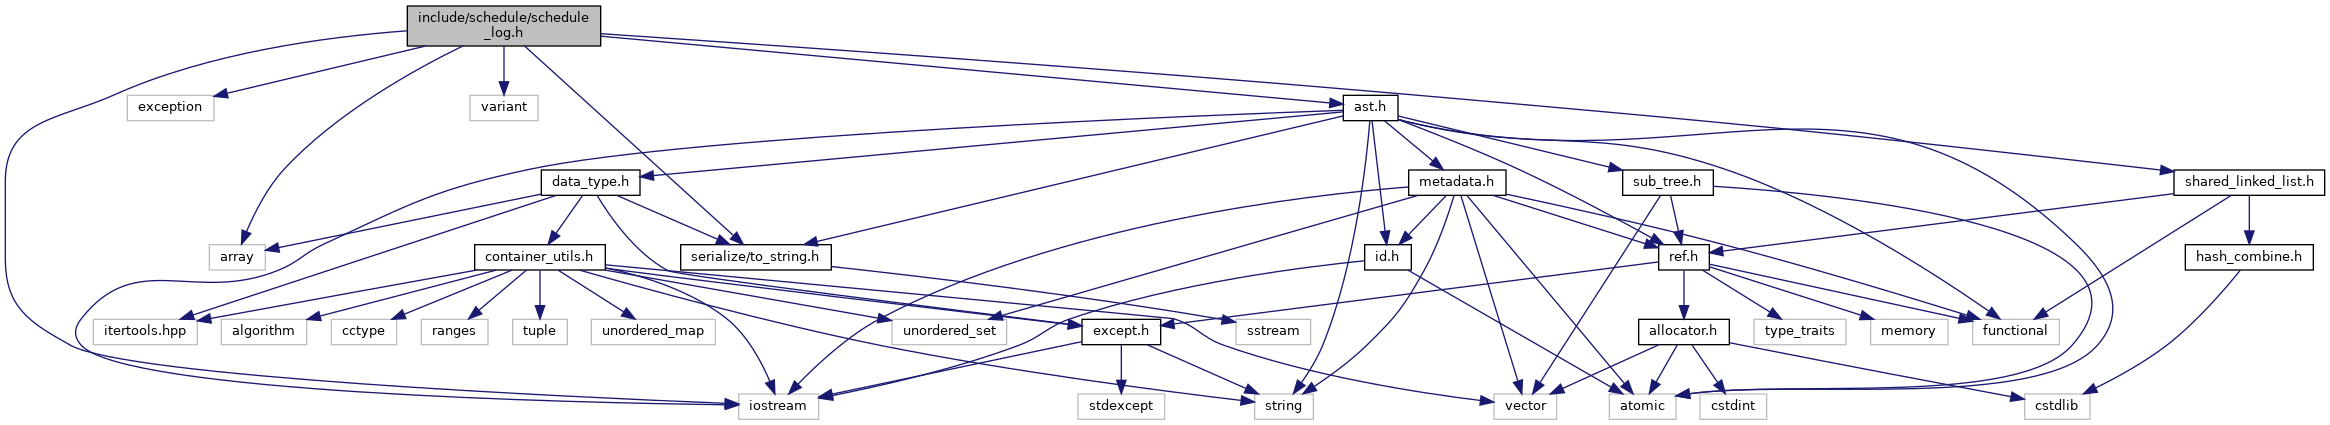 include/schedule/schedule
_log.h
exception
variant
ast.h
data_type.h
metadata.h
sub_tree.h
shared_linked_list.h
array
container_utils.h
serialize/to_string.h
id.h
ref.h
hash_combine.h
itertools.hpp
algorithm
cctype
ranges
tuple
unordered_map
unordered_set
except.h
sstream
allocator.h
type_traits
memory
functional
iostream
stdexcept
string
vector
atomic
cstdint
cstdlib